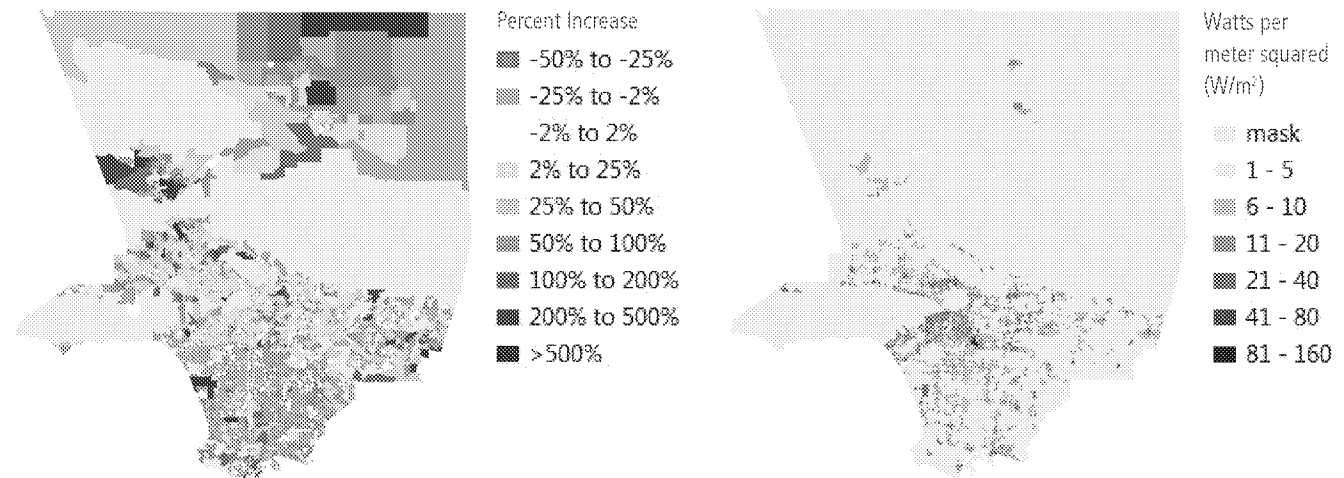 Percent Increase
-50% to -25%
-25% to -2%
-2% to 2%
2% to 25%
25% to 50%
50% to 100%
100% to 200%
200% to 500%
>500%
Watts per
meter squared
(W/m²)
mask
1 - 5
6 - 10
11 - 20
21 - 40
41 - 80
81 - 160